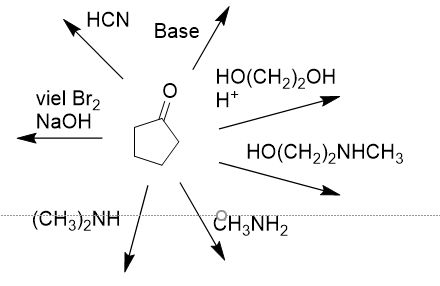 HCN
Base
O
HO(CH₂)₂OH
H⁺
viel Br₂
NaOH
HO(CH₂)₂NHCH₃
(CH₃)₂NH
CH₃NH₂